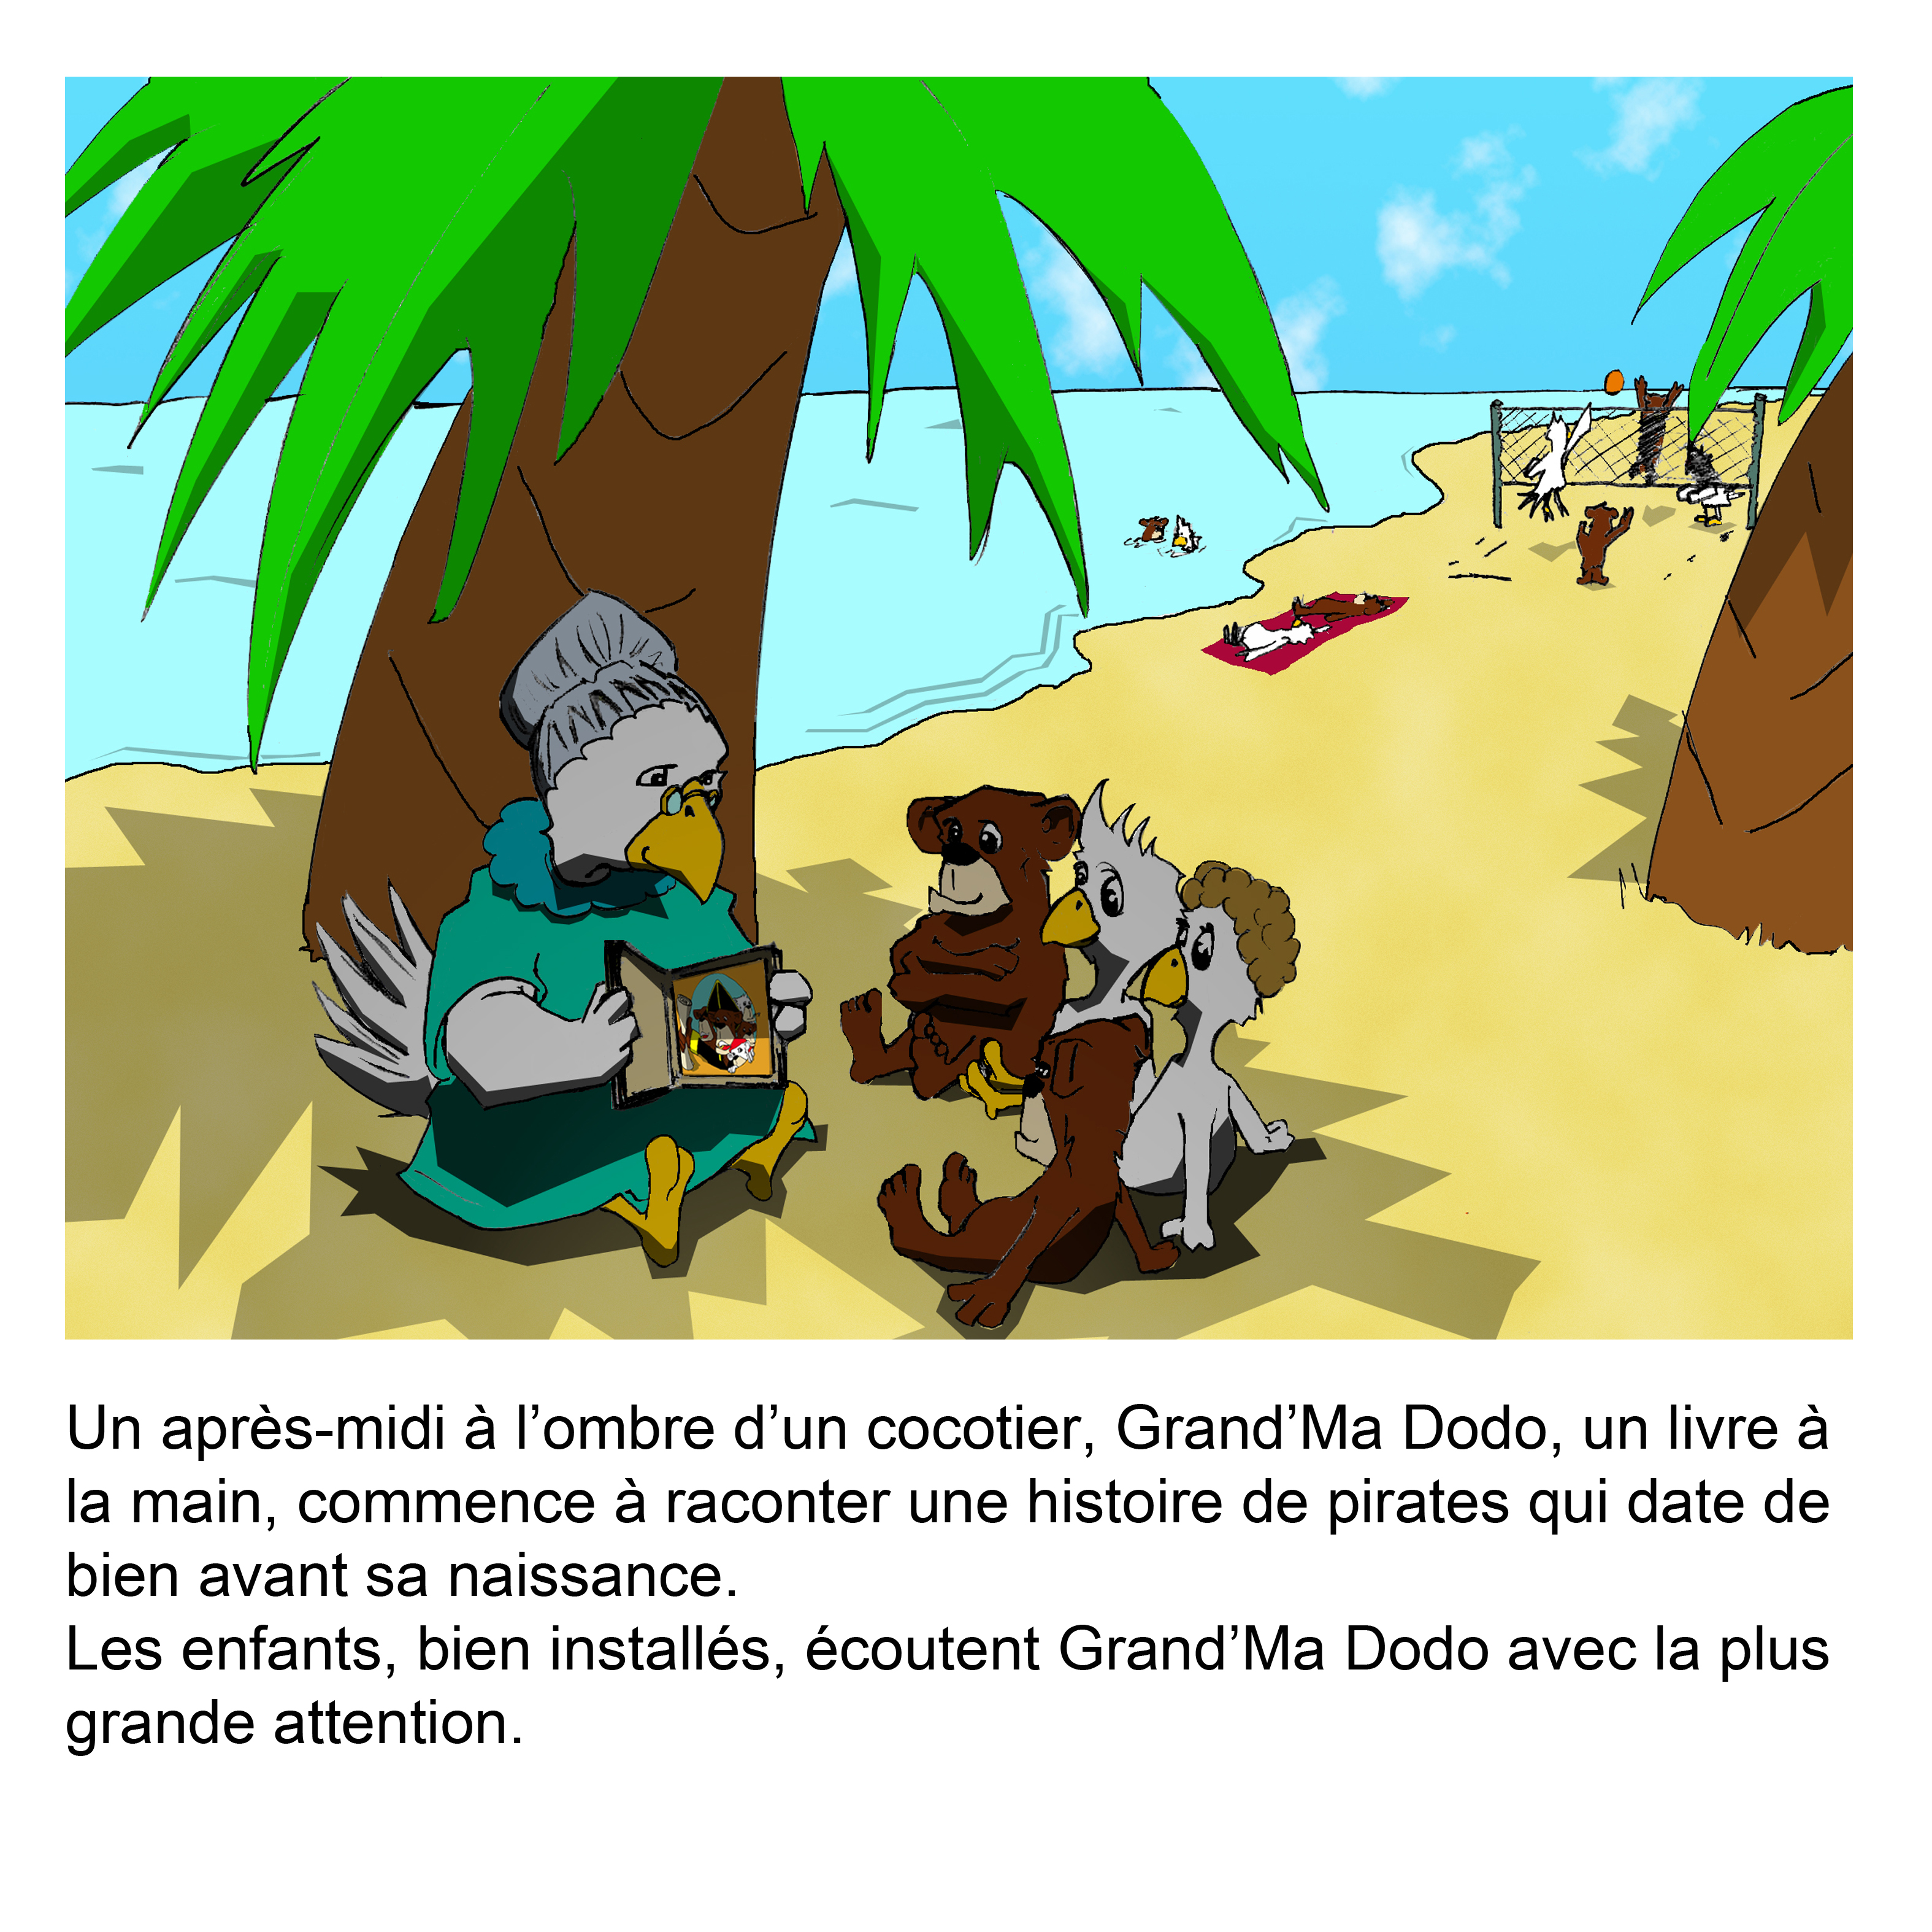 Un après-midi à l’ombre d’un cocotier, Grand’Ma Dodo, un livre à
la main, commence à raconter une histoire de pirates qui date de
bien avant sa naissance.
Les enfants, bien installés, écoutent Grand’Ma Dodo avec la plus
grande attention.